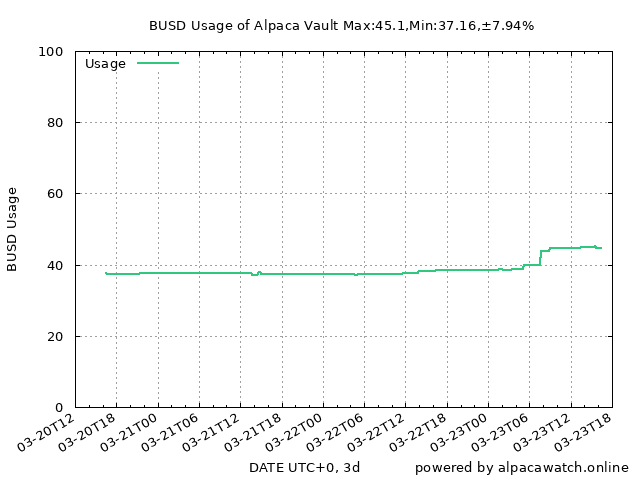 BUSD Usage of Alpaca Vault Max:45.1,Min:37.16,±7.94%
Usage
100
80
60
40
20
0
BUSD Usage
03-20T12
03-20T18
03-21T00
03-21T06
03-21T12
03-21T18
03-22T00
03-22T06
03-22T12
03-22T18
03-23T00
03-23T06
03-23T12
03-23T18
DATE UTC+0, 3d
powered by alpacawatch.online